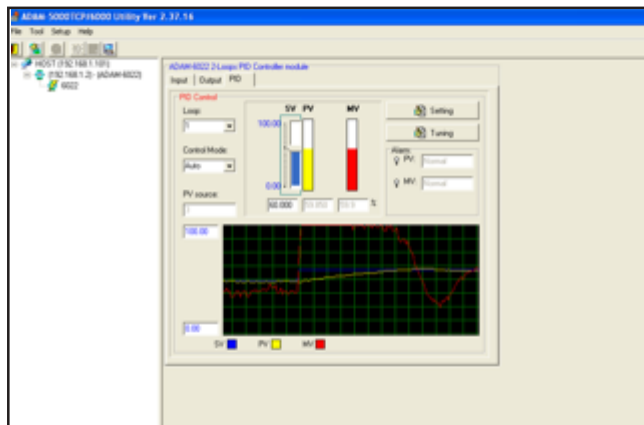 ADAM-5000TCP/6000 Utility Ver 2.37.16
File Tool Setup Help
HOST (192.168.1.101)
(192.168.1.2)- (ADAM-6022)
6022
ADAM-6022 2-Loops PID Controller module
Input Output PID
PID Control
Loop:
SV PV MV
Setting
100.00
Tuning
Control Mode:
Auto
Alarm
PV: Normal
MV: Normal
0.00
PV source:
60.000 %
100.00
0.00
SV PV MV